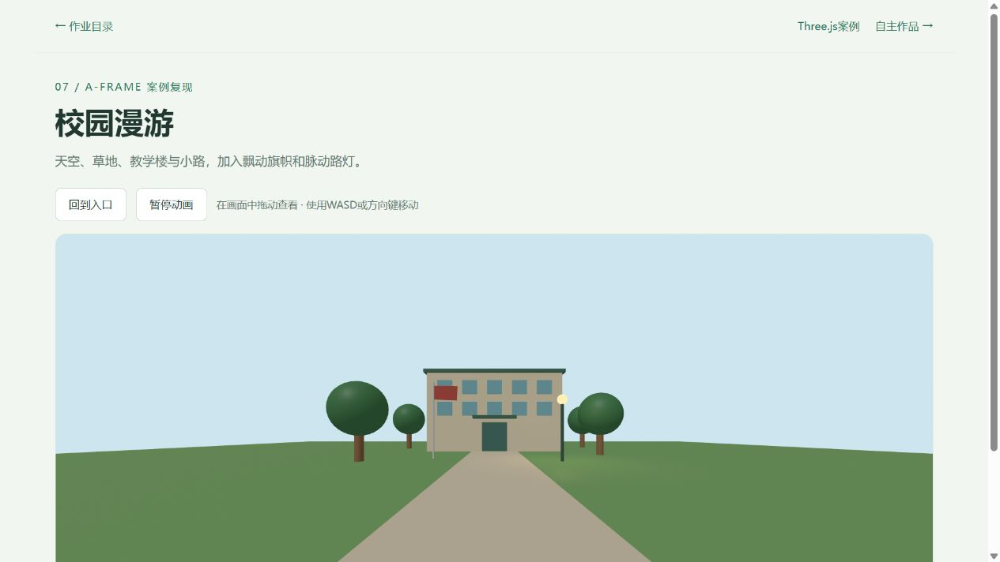 ← 作业目录
Three.js案例 自主作品 →
07 / A-FRAME 案例复现
校园漫游
天空、草地、教学楼与小路，加入飘动旗帜和脉动路灯。
回到入口 暂停动画 在画面中拖动查看 · 使用WASD或方向键移动